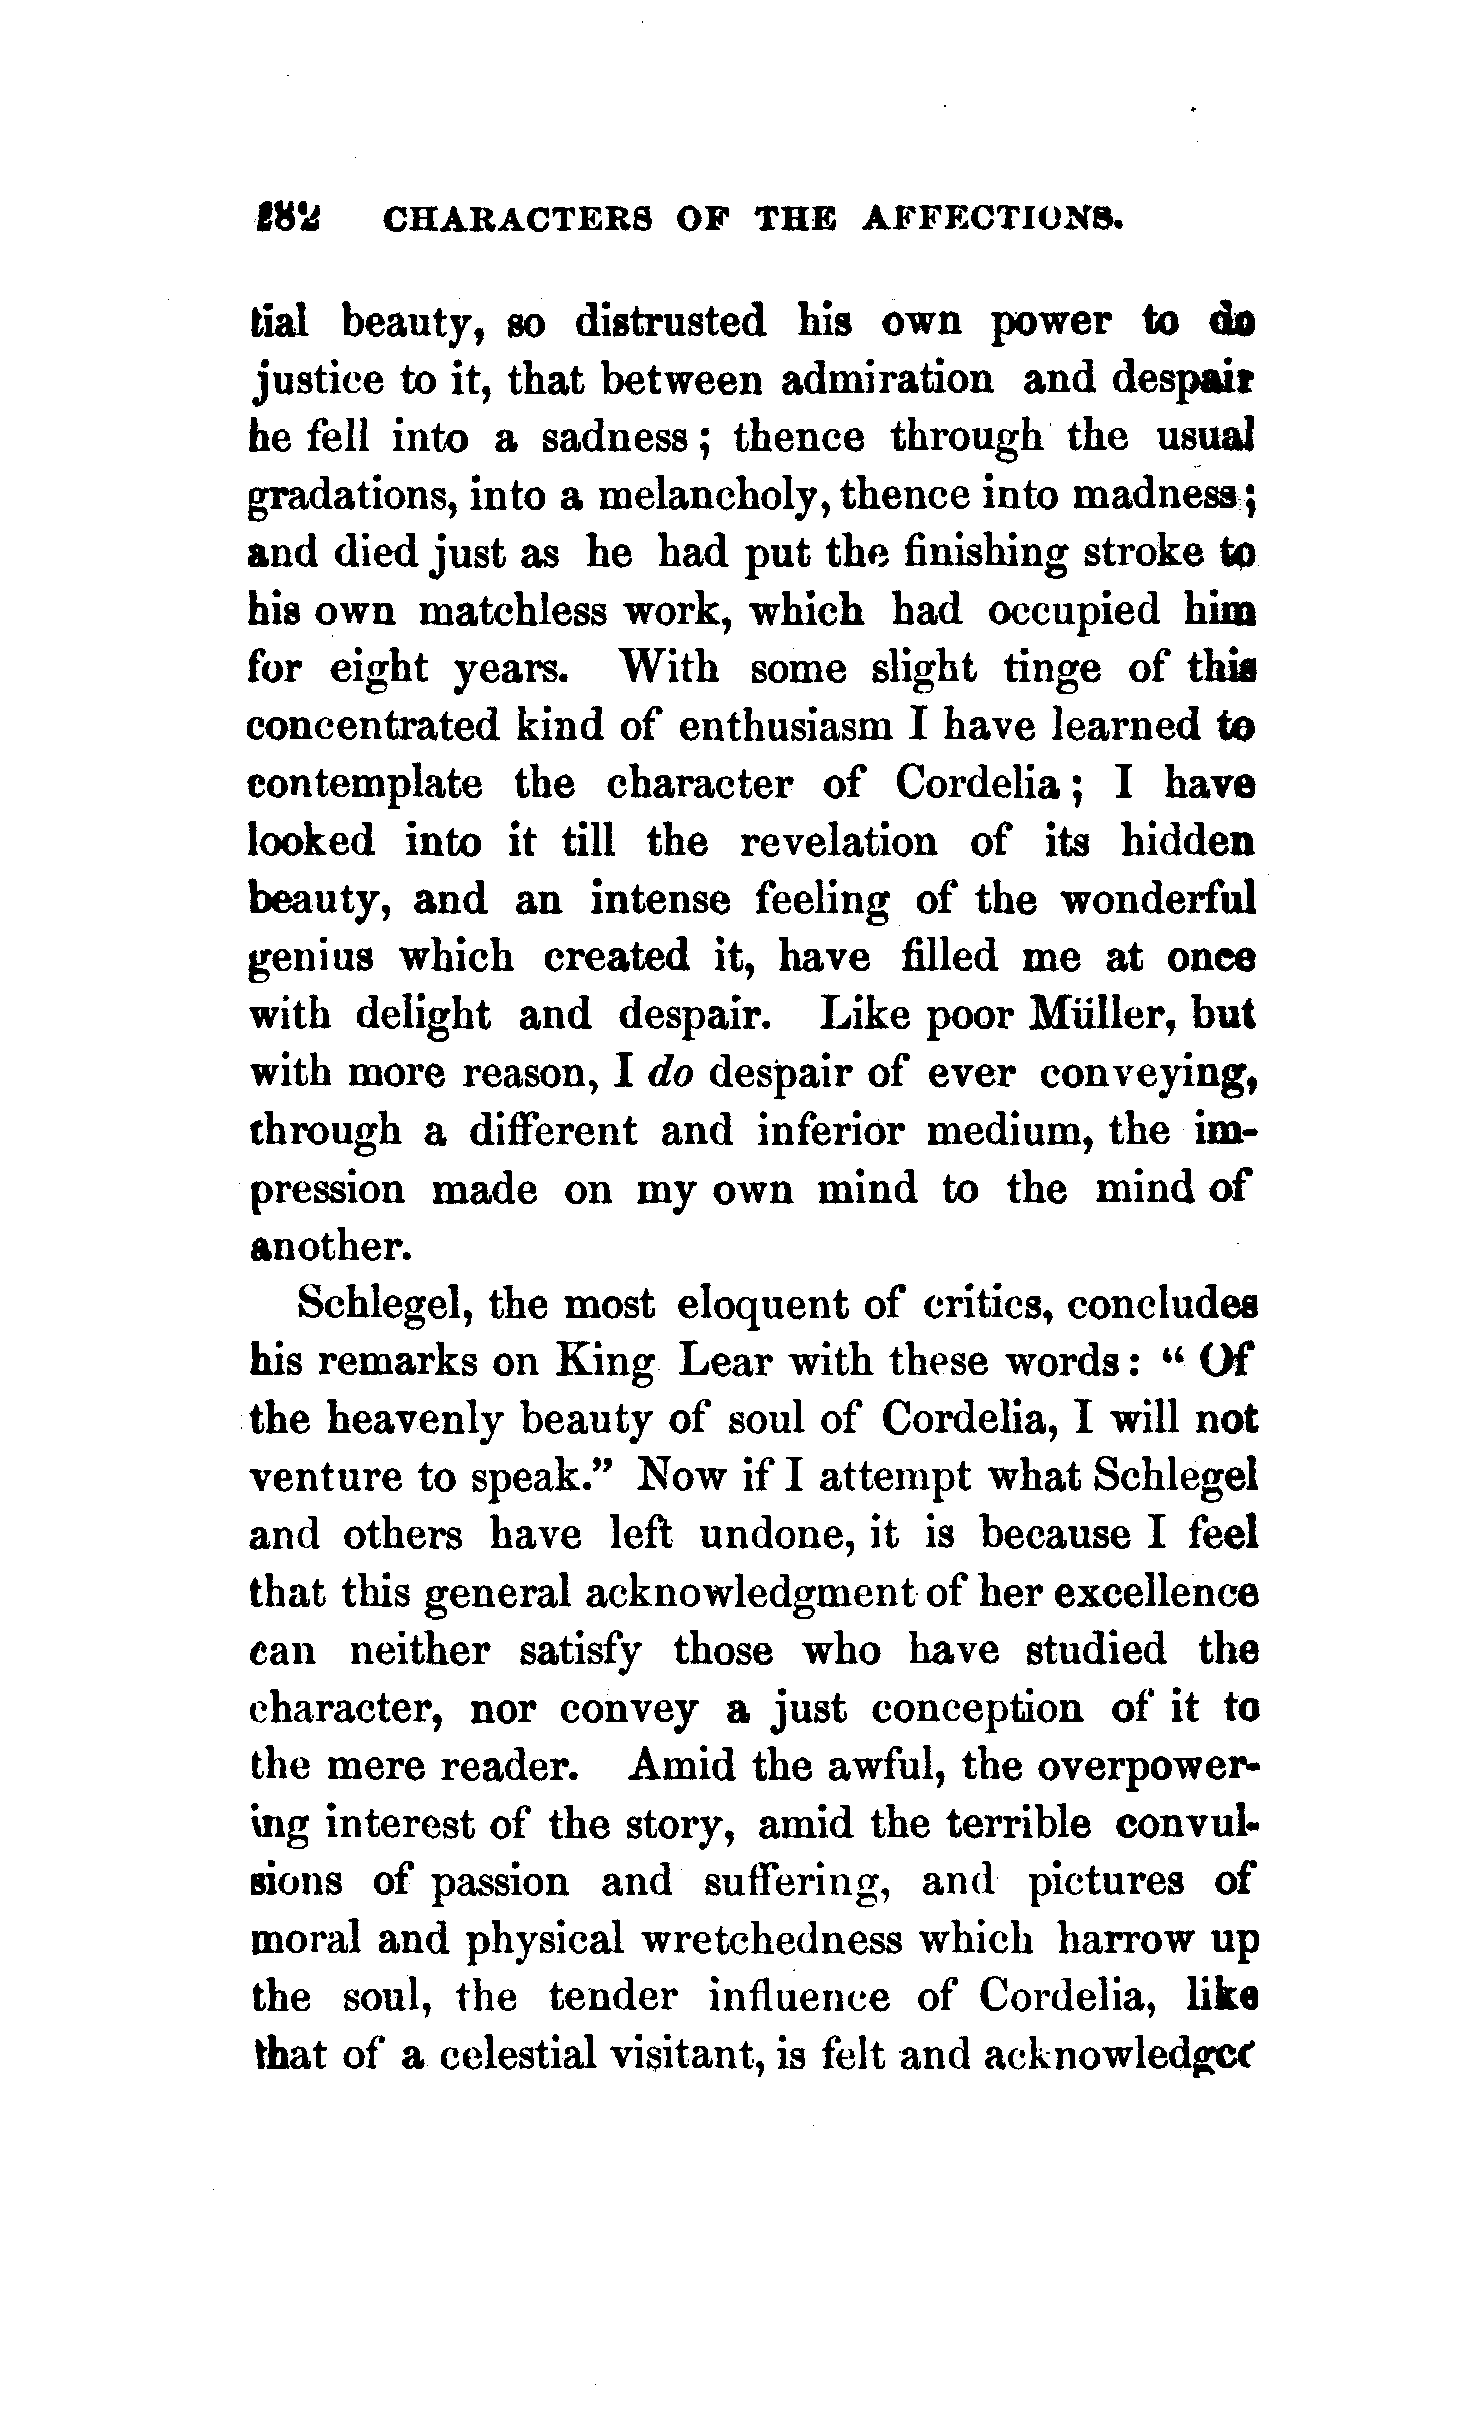 282 CHARACTERS OF THE AFFECTIONS.
tial beauty, so distrusted his own power to do
justice to it, that between admiration and despair
he fell into a sadness; thence through the usual
gradations, into a melancholy, thence into madness;
and died just as he had put the finishing stroke to
his own matchless work, which had occupied him
for eight years. With some slight tinge of this
concentrated kind of enthusiasm I have learned to
contemplate the character of Cordelia; I have
looked into it till the revelation of its hidden
beauty, and an intense feeling of the wonderful
genius which created it, have filled me at once
with delight and despair. Like poor Müller, but
with more reason, I do despair of ever conveying,
through a different and inferior medium, the im-
pression made on my own mind to the mind of
another.
Schlegel, the most eloquent of critics, concludes
his remarks on King Lear with these words: “Of
the heavenly beauty of soul of Cordelia, I will not
venture to speak.” Now if I attempt what Schlegel
and others have left undone, it is because I feel
that this general acknowledgment of her excellence
can neither satisfy those who have studied the
character, nor convey a just conception of it to
the mere reader. Amid the awful, the overpower-
ing interest of the story, amid the terrible convul-
sions of passion and suffering, and pictures of
moral and physical wretchedness which harrow up
the soul, the tender influence of Cordelia, like
that of a celestial visitant, is felt and acknowledged